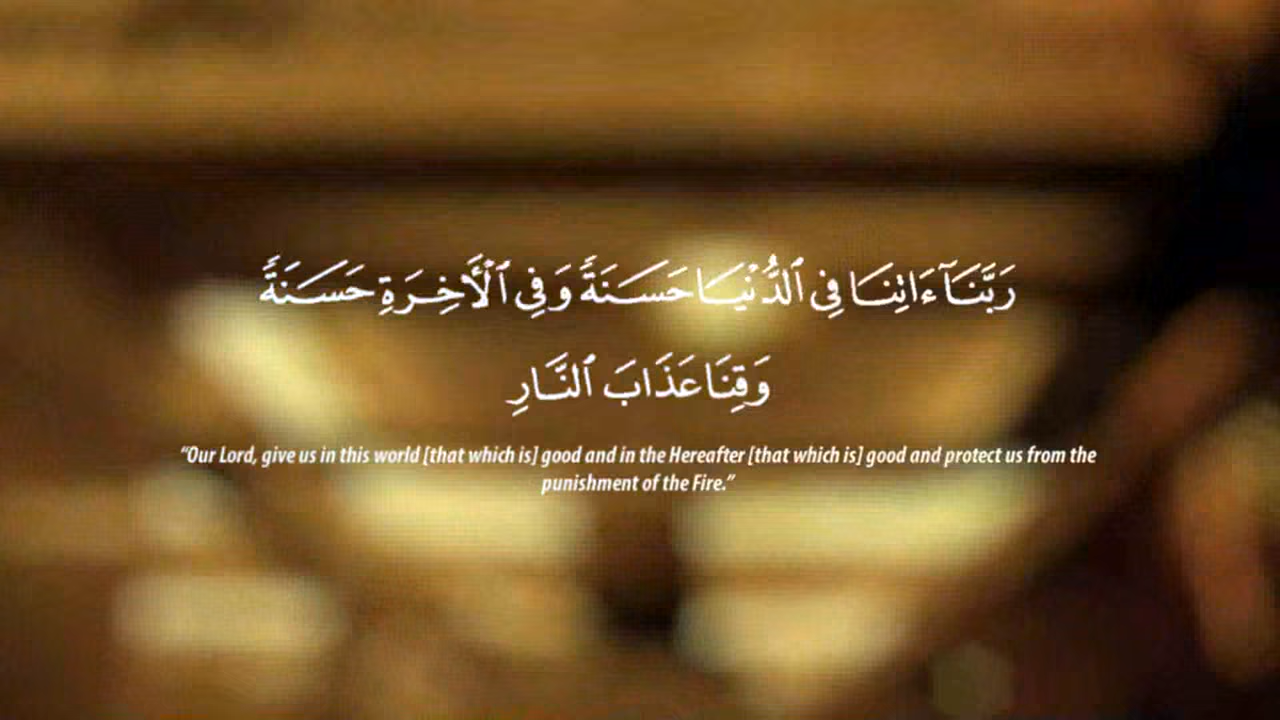 رَبَّنَآ ءَاتِنَا فِي ٱلدُّنْيَا حَسَنَةً وَفِي ٱلْأَخِرَةِ حَسَنَةً
وَقِنَا عَذَابَ ٱلنَّارِ
“Our Lord, give us in this world [that which is] good and in the Hereafter [that which is] good and protect us from the
punishment of the Fire.”